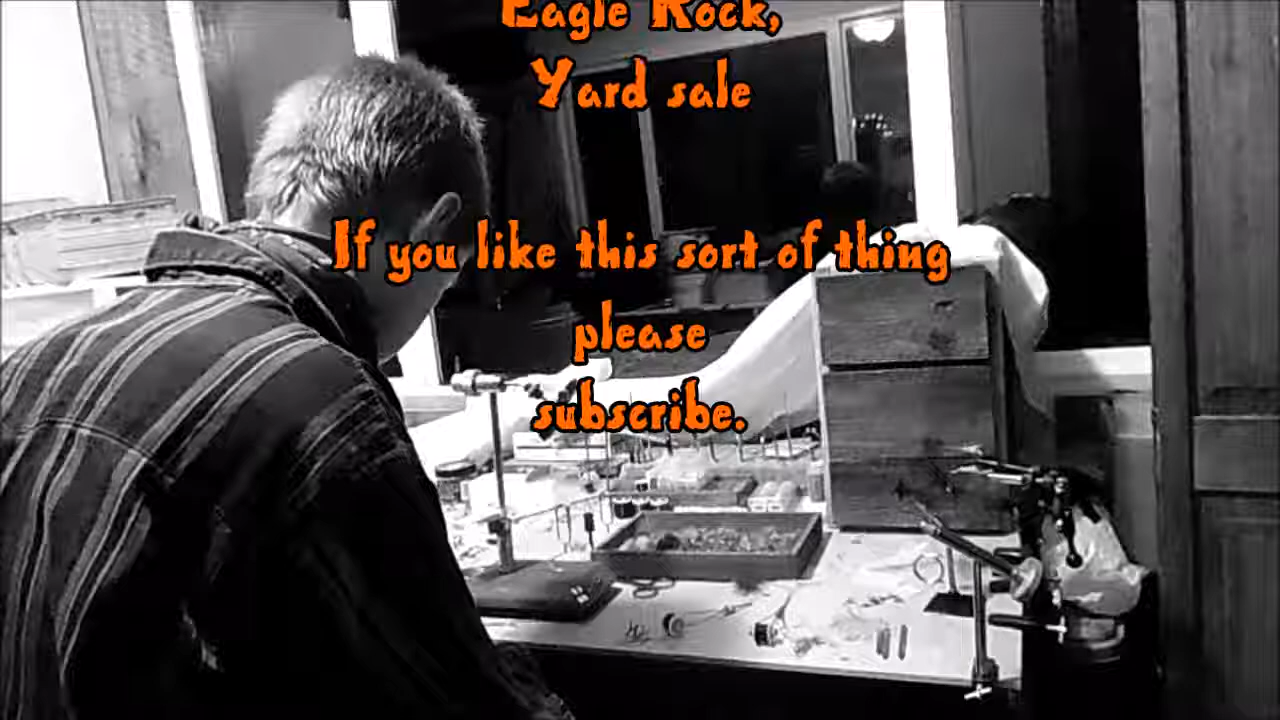 Eagle Rock,
Yard sale
If you like this sort of thing
please
subscribe.